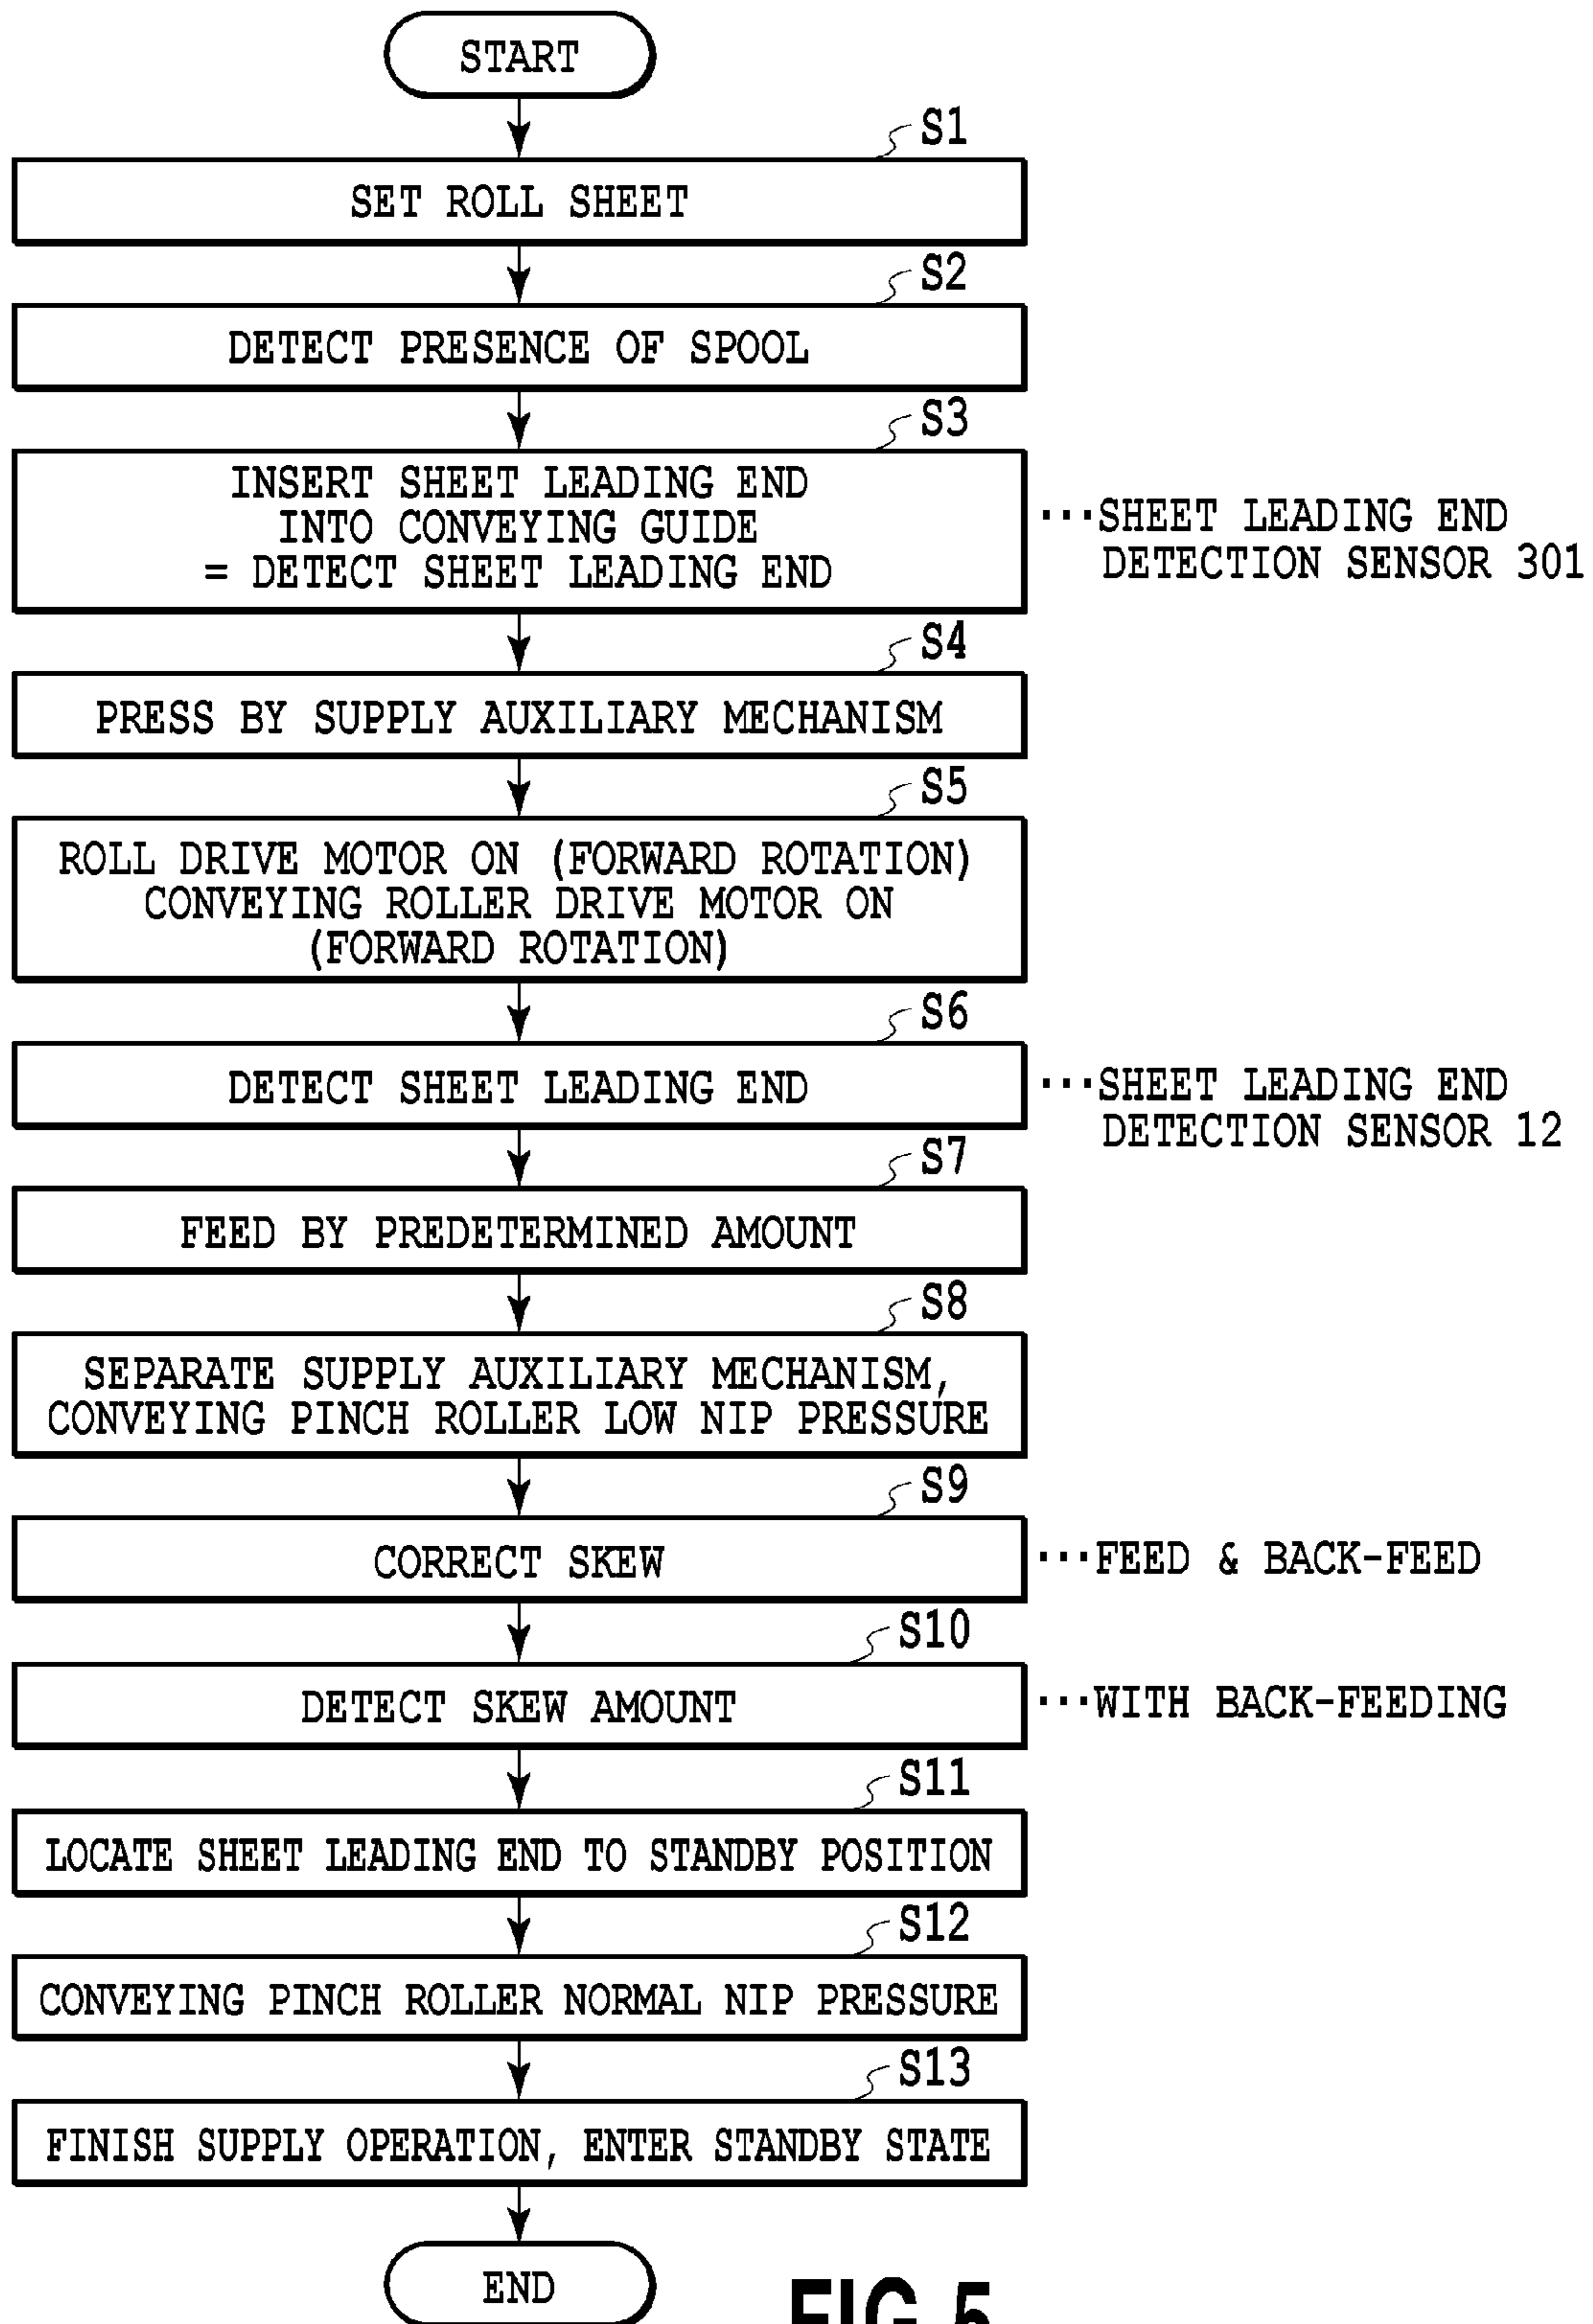 START
S1
SET ROLL SHEET
S2
DETECT PRESENCE OF SPOOL
S3
INSERT SHEET LEADING END
INTO CONVEYING GUIDE
= DETECT SHEET LEADING END
···SHEET LEADING END
DETECTION SENSOR 301
S4
PRESS BY SUPPLY AUXILIARY MECHANISM
S5
ROLL DRIVE MOTOR ON (FORWARD ROTATION)
CONVEYING ROLLER DRIVE MOTOR ON
(FORWARD ROTATION)
S6
DETECT SHEET LEADING END
···SHEET LEADING END
DETECTION SENSOR 12
S7
FEED BY PREDETERMINED AMOUNT
S8
SEPARATE SUPPLY AUXILIARY MECHANISM,
CONVEYING PINCH ROLLER LOW NIP PRESSURE
S9
CORRECT SKEW
···FEED & BACK-FEED
S10
DETECT SKEW AMOUNT
···WITH BACK-FEEDING
S11
LOCATE SHEET LEADING END TO STANDBY POSITION
S12
CONVEYING PINCH ROLLER NORMAL NIP PRESSURE
S13
FINISH SUPPLY OPERATION, ENTER STANDBY STATE
END
FIG.5